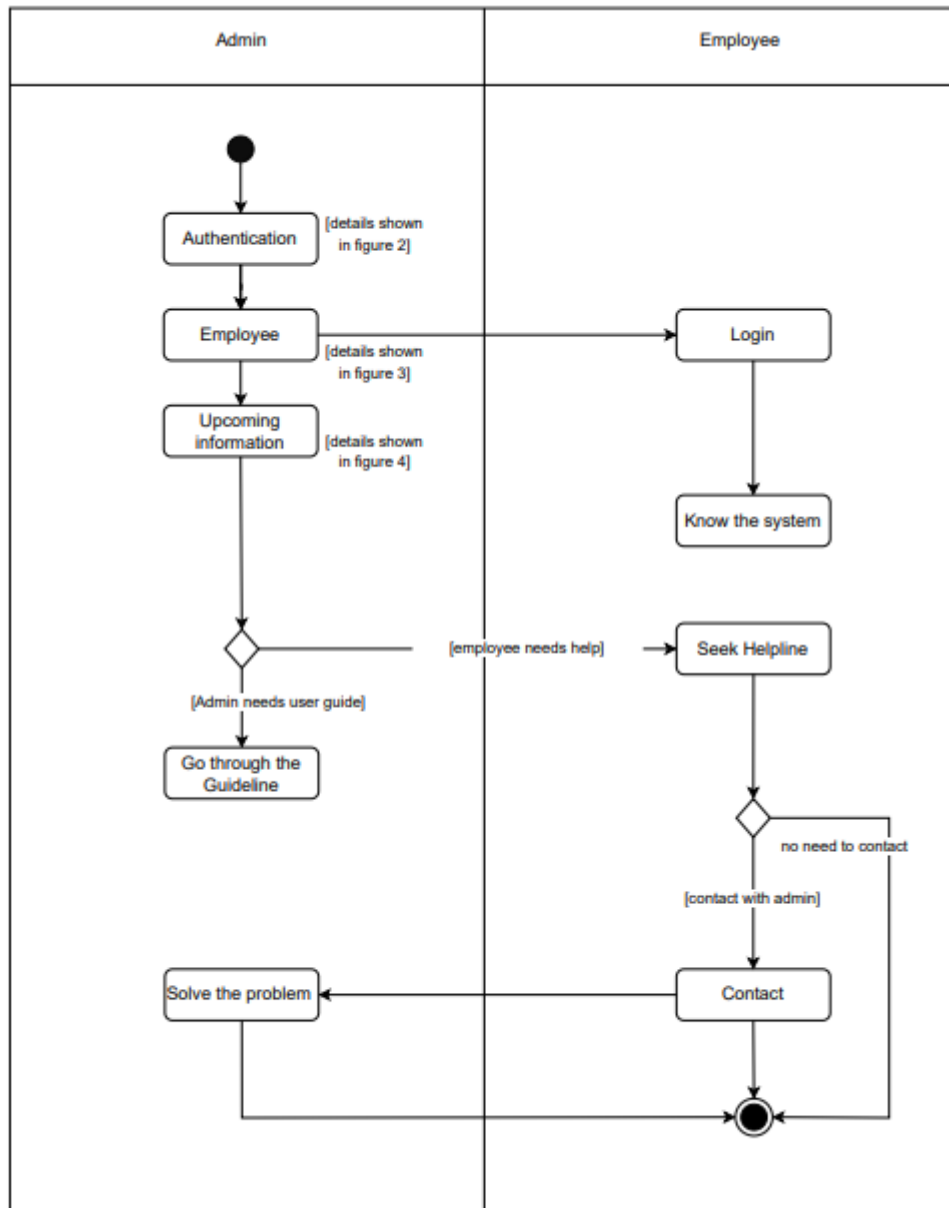 Admin
Employee
Authentication
[details shown
in figure 2]
Employee
[details shown
in figure 3]
Login
Upcoming
information
[details shown
in figure 4]
Know the system
[employee needs help]
Seek Helpline
[Admin needs user guide]
Go through the
Guideline
no need to contact
[contact with admin]
Solve the problem
Contact